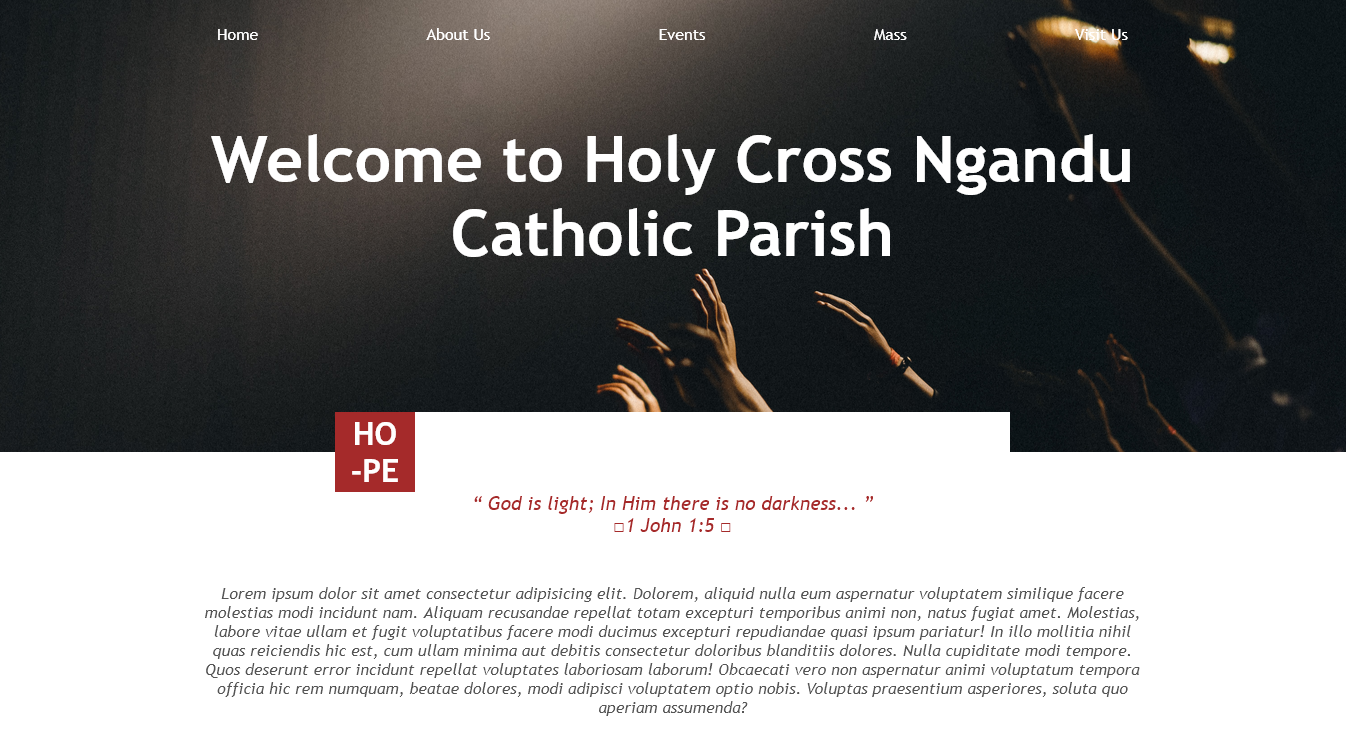 Home About Us Events Mass Visit Us
Welcome to Holy Cross Ngandu
Catholic Parish
HO
-PE
“ God is light; In Him there is no darkness... ”
□1 John 1:5 □
Lorem ipsum dolor sit amet consectetur adipisicing elit. Dolorem, aliquid nulla eum aspernatur voluptatem similique facere
molestias modi incidunt nam. Aliquam recusandae repellat totam excepturi temporibus animi non, natus fugiat amet. Molestias,
labore vitae ullam et fugit voluptatibus facere modi ducimus excepturi repudiandae quasi ipsum pariatur! In illo mollitia nihil
quas reiciendis hic est, cum ullam minima aut debitis consectetur doloribus blanditiis dolores. Nulla cupiditate modi tempore.
Quos deserunt error incidunt repellat voluptates laboriosam laborum! Obcaecati vero non aspernatur animi voluptatum tempora
officia hic rem numquam, beatae dolores, modi adipisci voluptatem optio nobis. Voluptas praesentium asperiores, soluta quo
aperiam assumenda?